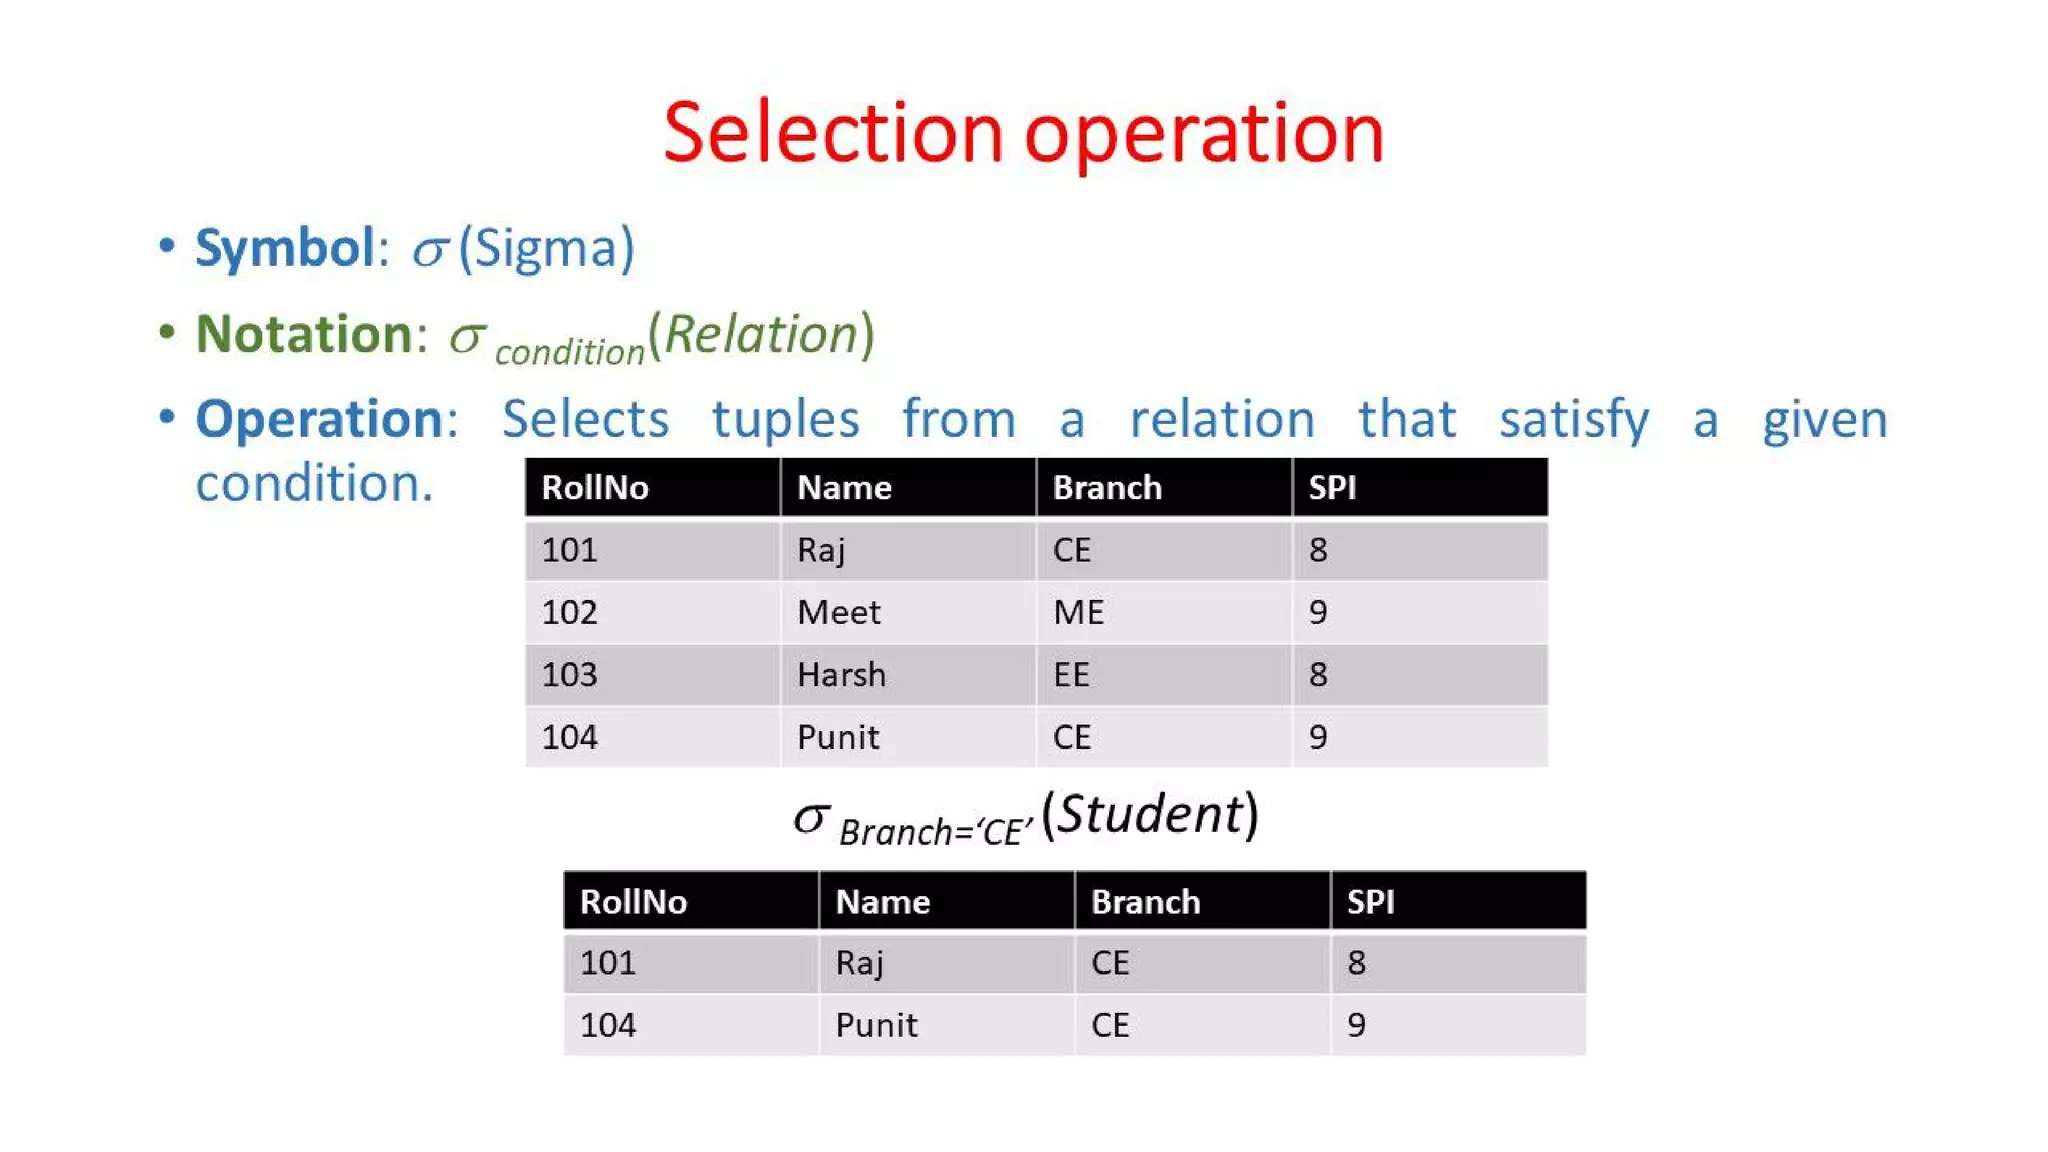 Selection operation
• Symbol: σ (Sigma)
• Notation: σ condition(Relation)
• Operation: Selects tuples from a relation that satisfy a given
condition.
RollNo Name Branch SPI
101 Raj CE 8
102 Meet ME 9
103 Harsh EE 8
104 Punit CE 9
σ Branch=‘CE’ (Student)
RollNo Name Branch SPI
101 Raj CE 8
104 Punit CE 9